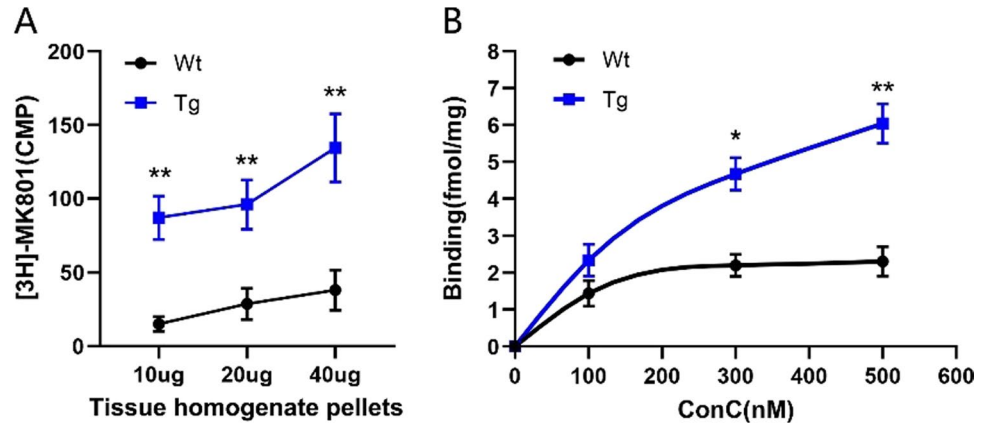 A
[3H]-MK801(CMP)
200
150
100
50
0
Wt
Tg
**
**
**
10ug 20ug 40ug
Tissue homogenate pellets
B
Binding(fmol/mg)
8
7
6
5
4
3
2
1
0
Wt
Tg
*
**
0 100 200 300 400 500 600
ConC(nM)